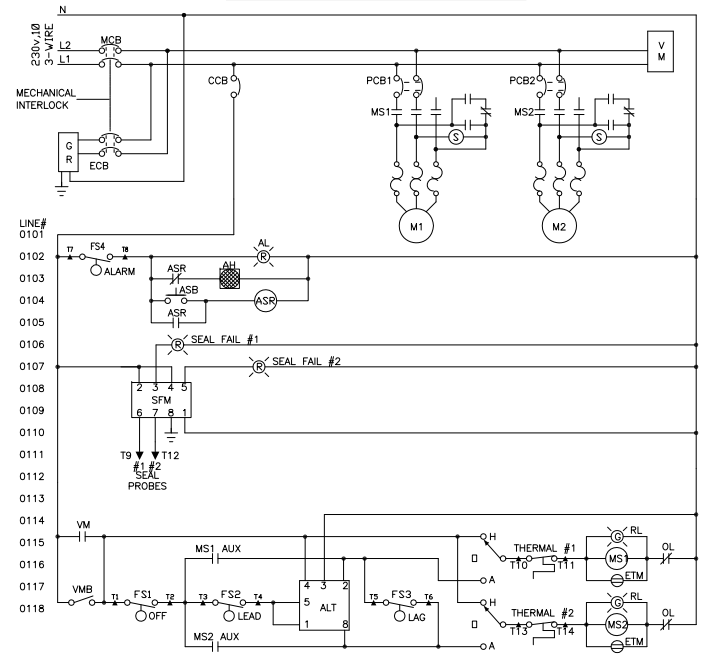 N
230v,1Ø
3-WIRE
L2
L1
MCB
MECHANICAL
INTERLOCK
G
R
ECB
CCB
PCB1
MS1
S
M1
PCB2
MS2
S
M2
V
M
LINE#
0101
0102
T7
FS4
T8
ALARM
AL
R
0103
ASR
AH
0104
ASB
ASR
ASR
0105
0106
R
SEAL FAIL #1
0107
R
SEAL FAIL #2
0108
2 3 4 5
SFM
0109
6 7 8 1
0110
0111
T9
T12
#1 #2
SEAL
PROBES
0112
0113
0114
0115
VM
H
THERMAL #1
G
RL
MS1 AUX
0116
T10
T11
MS1
OL
ETM
0117
A
4 3 2
ALT
5
1 8
0118
VMB
T1
FS1
T2
OFF
T3
FS2
T4
LEAD
T5
FS3
T6
LAG
MS2 AUX
H
THERMAL #2
G
RL
T13
T14
MS2
OL
ETM
A